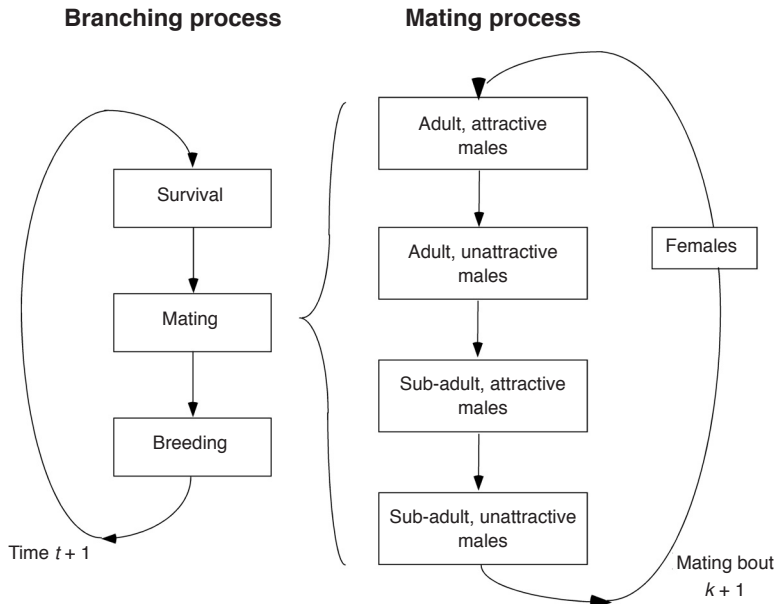 Branching process
Mating process
Survival
Mating
Breeding
Time t + 1
Adult, attractive
males
Adult, unattractive
males
Sub-adult, attractive
males
Sub-adult, unattractive
males
Females
Mating bout
k + 1